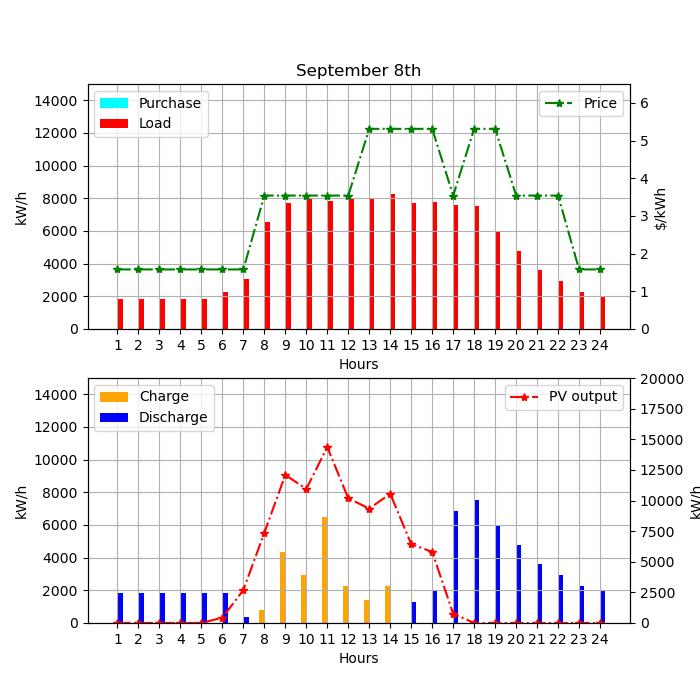 September 8th
14000
12000
10000
8000
6000
4000
2000
0
kW/h
Purchase
Load
Price
6
5
4
3
2
1
0
$/kWh
1 2 3 4 5 6 7 8 9 10 11 12 13 14 15 16 17 18 19 20 21 22 23 24
Hours
14000
12000
10000
8000
6000
4000
2000
0
kW/h
Charge
Discharge
PV output
20000
17500
15000
12500
10000
7500
5000
2500
0
kW/h
1 2 3 4 5 6 7 8 9 10 11 12 13 14 15 16 17 18 19 20 21 22 23 24
Hours